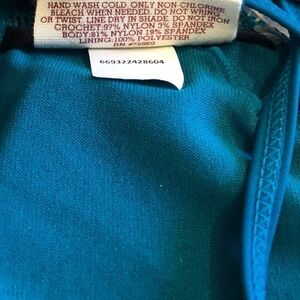 HAND WASH COLD ONLY NON-CHLORINE
BLEACH WHEN NEEDED. DO NOT WRING
OR TWIST. LINE DRY IN SHADE. DO NOT IRON
CROCHET: 97% NYLON 3% SPANDEX
BODY: 81% NYLON 19% SPANDEX
LINING: 100% POLYESTER
669322428604